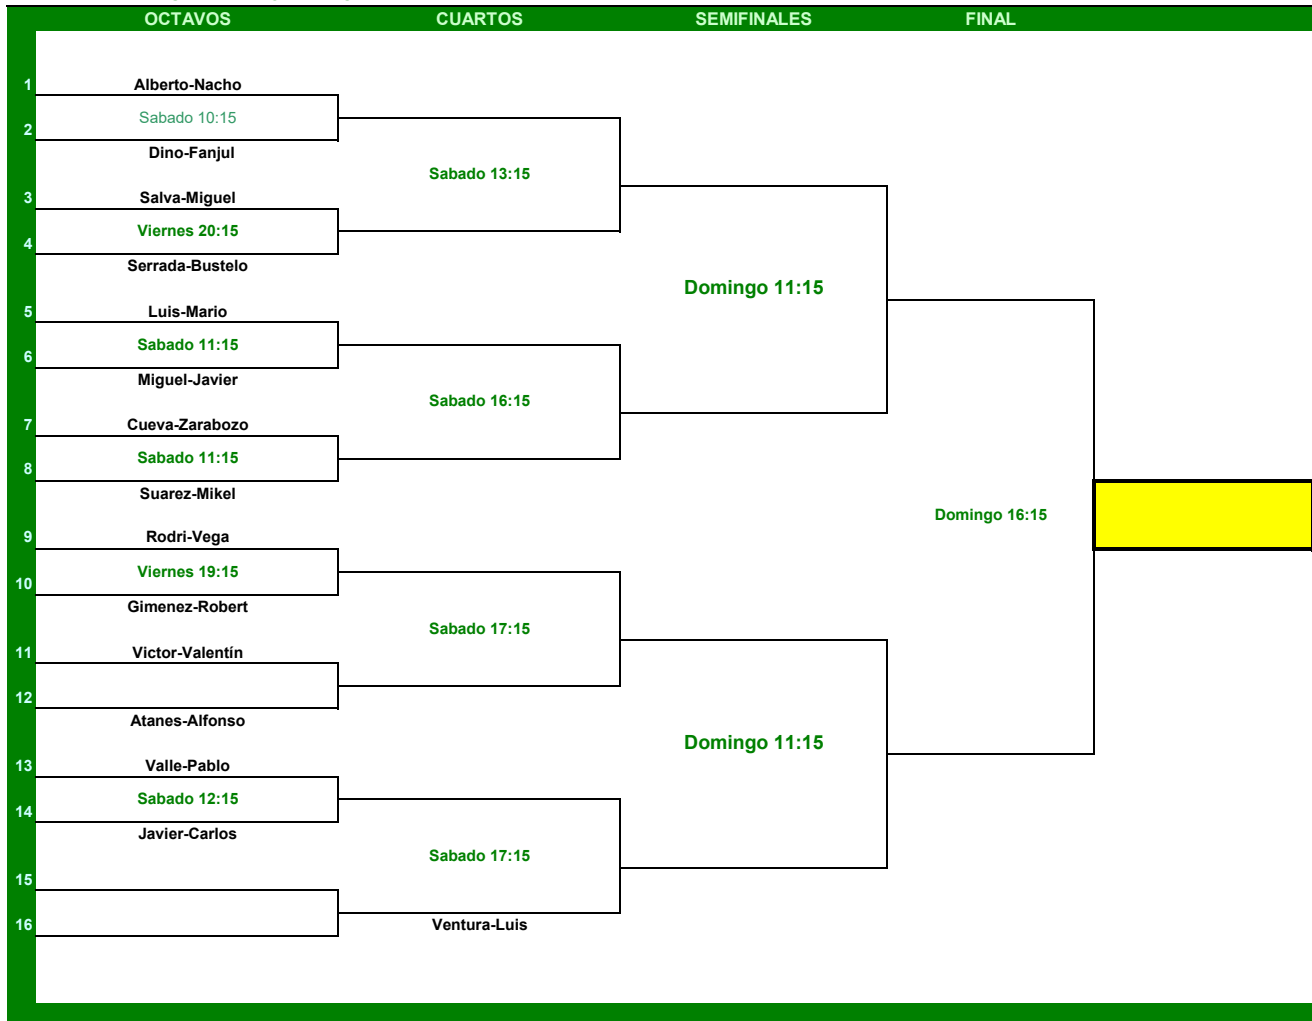 OCTAVOS CUARTOS SEMIFINALES FINAL
1 Alberto-Nacho
Sabado 10:15
2
Dino-Fanjul
Sabado 13:15
3 Salva-Miguel
Viernes 20:15
4
Serrada-Bustelo
Domingo 11:15
5 Luis-Mario
Sabado 11:15
6
Miguel-Javier
Sabado 16:15
7 Cueva-Zarabozo
Sabado 11:15
8
Suarez-Mikel
Domingo 16:15
9 Rodri-Vega
Viernes 19:15
10
Gimenez-Robert
Sabado 17:15
11 Victor-Valentín
12
Atanes-Alfonso
Domingo 11:15
13 Valle-Pablo
Sabado 12:15
14
Javier-Carlos
Sabado 17:15
15
16 Ventura-Luis